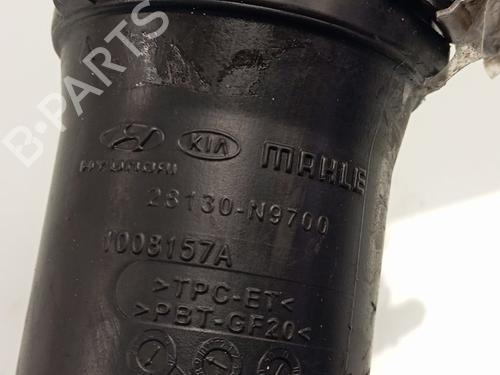 B-PARTS
HYUNDAI KIA MAHLE
28130-N9700
1008157A
>TPC-ET<
>PBT-GF20<